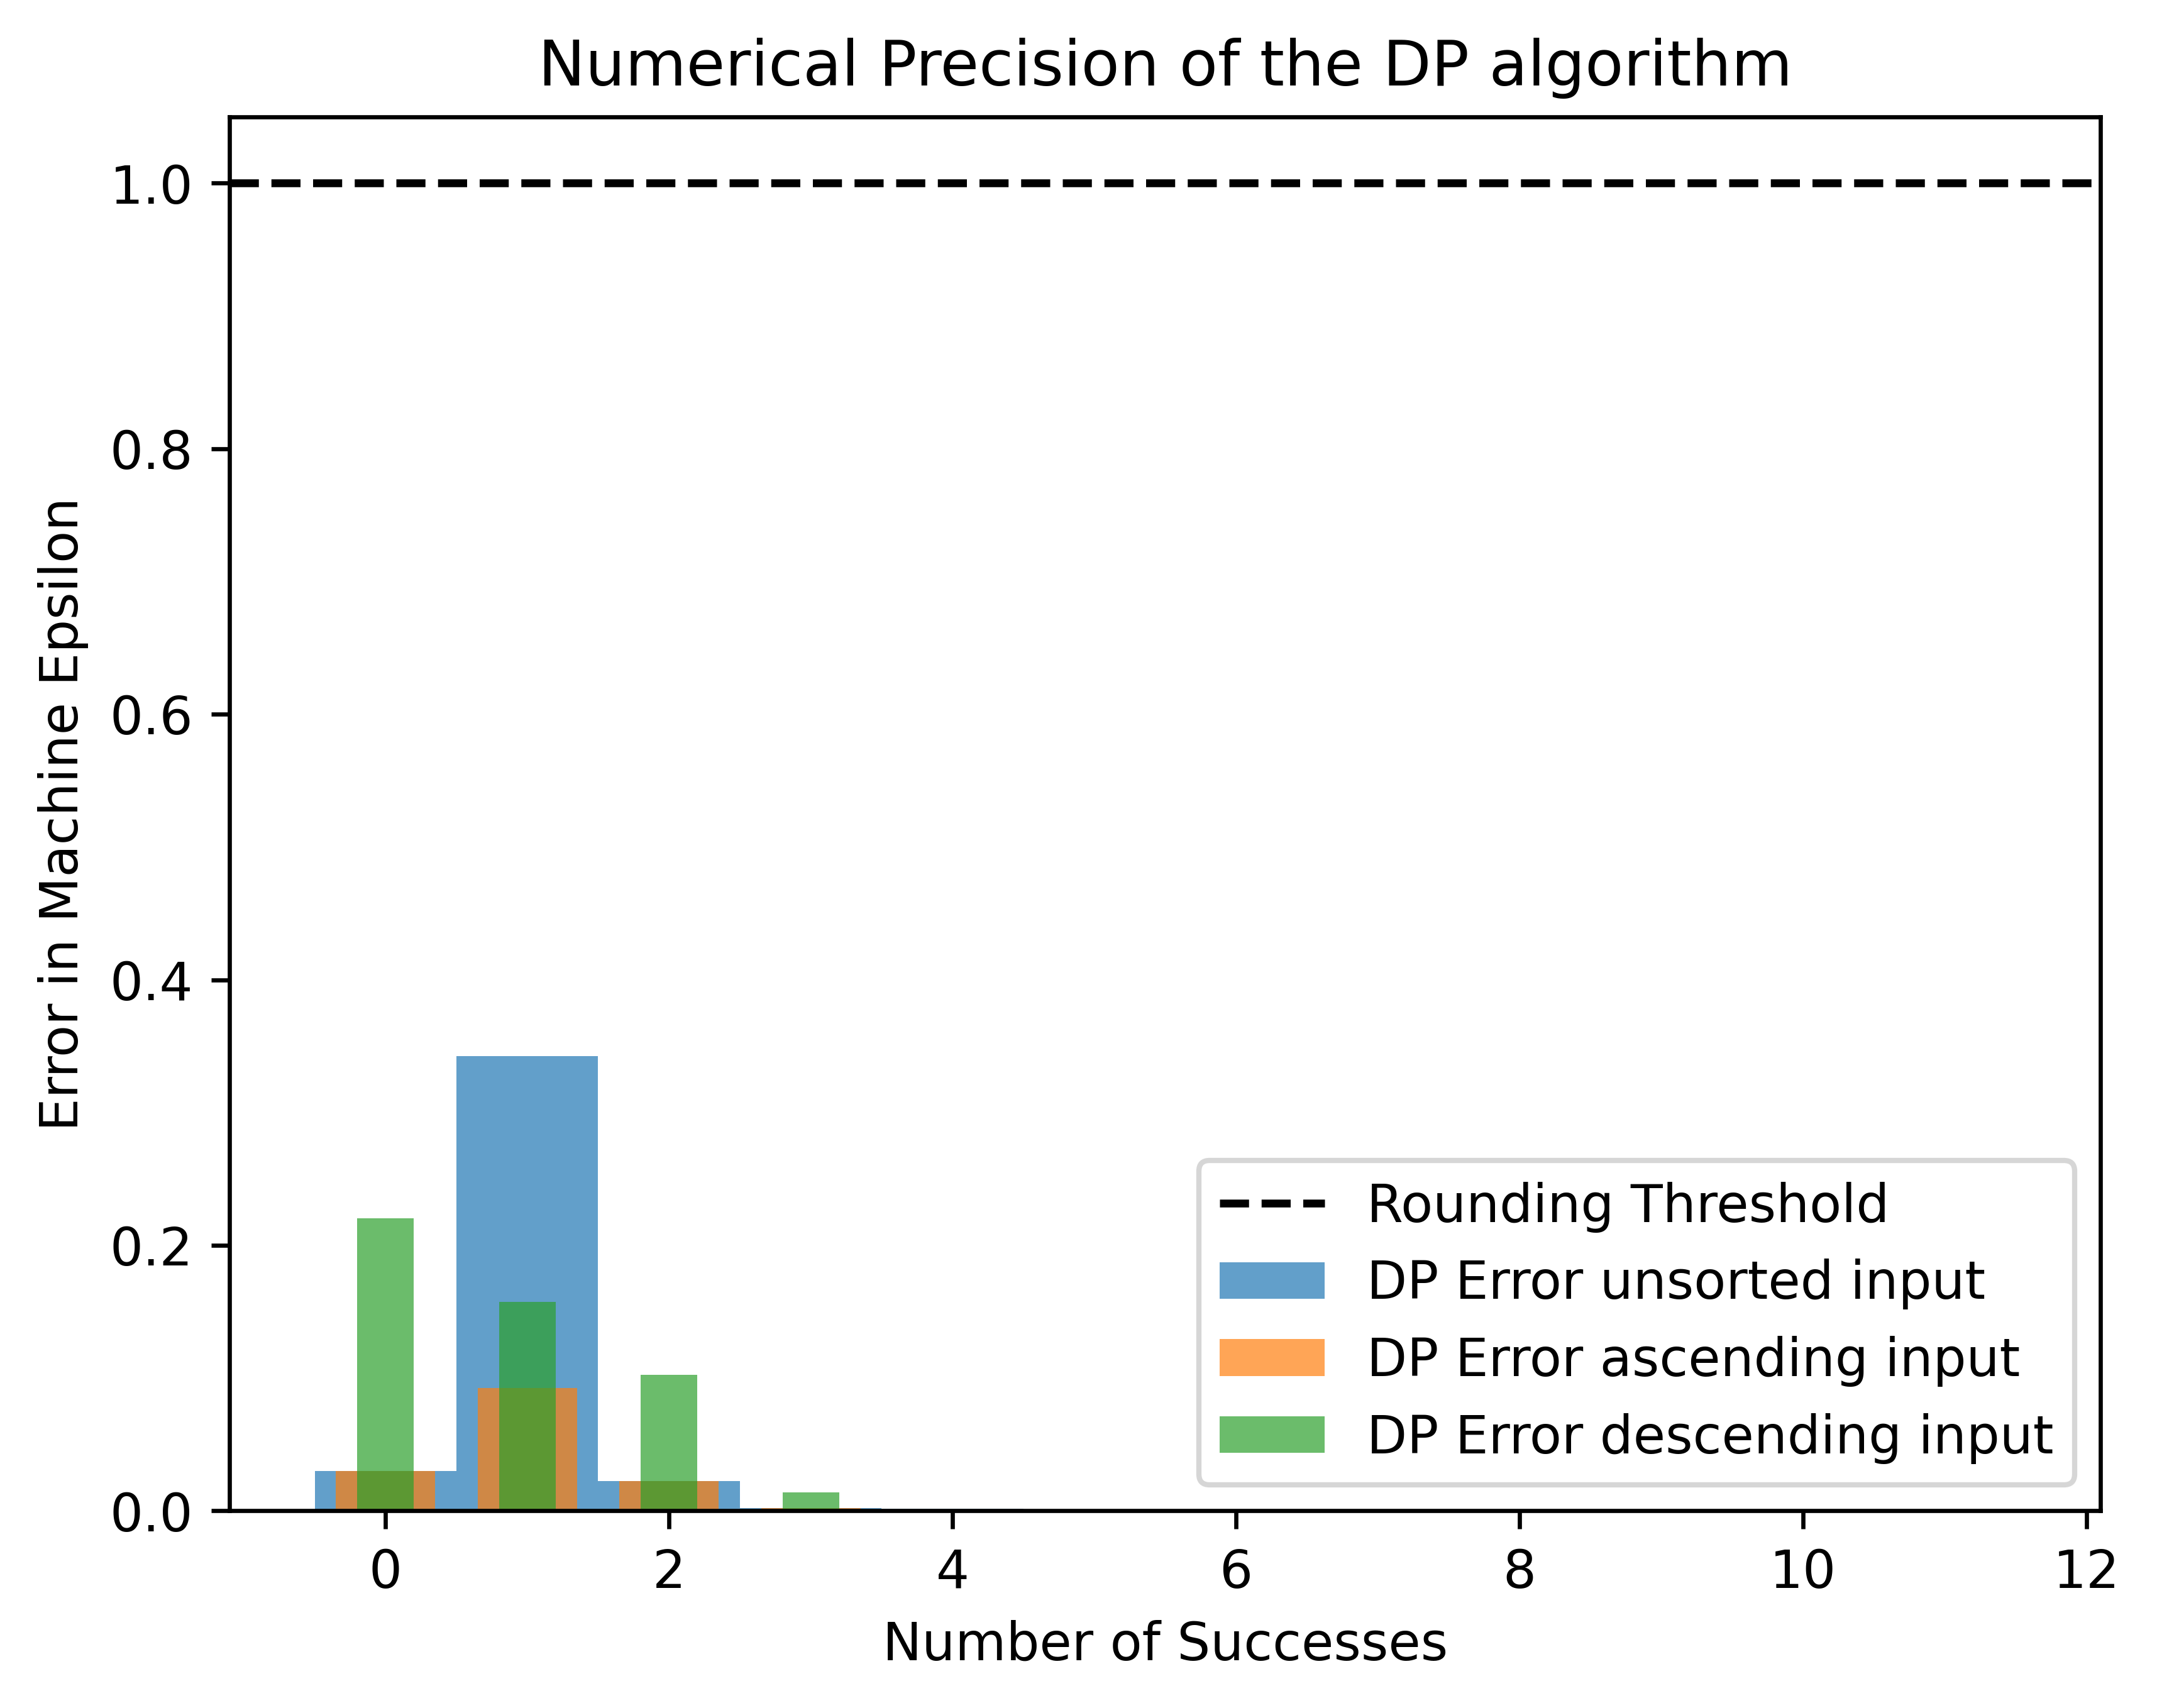 Numerical Precision of the DP algorithm
Error in Machine Epsilon
1.0
0.8
0.6
0.4
0.2
0.0
Rounding Threshold
DP Error unsorted input
DP Error ascending input
DP Error descending input
0 2 4 6 8 10 12
Number of Successes